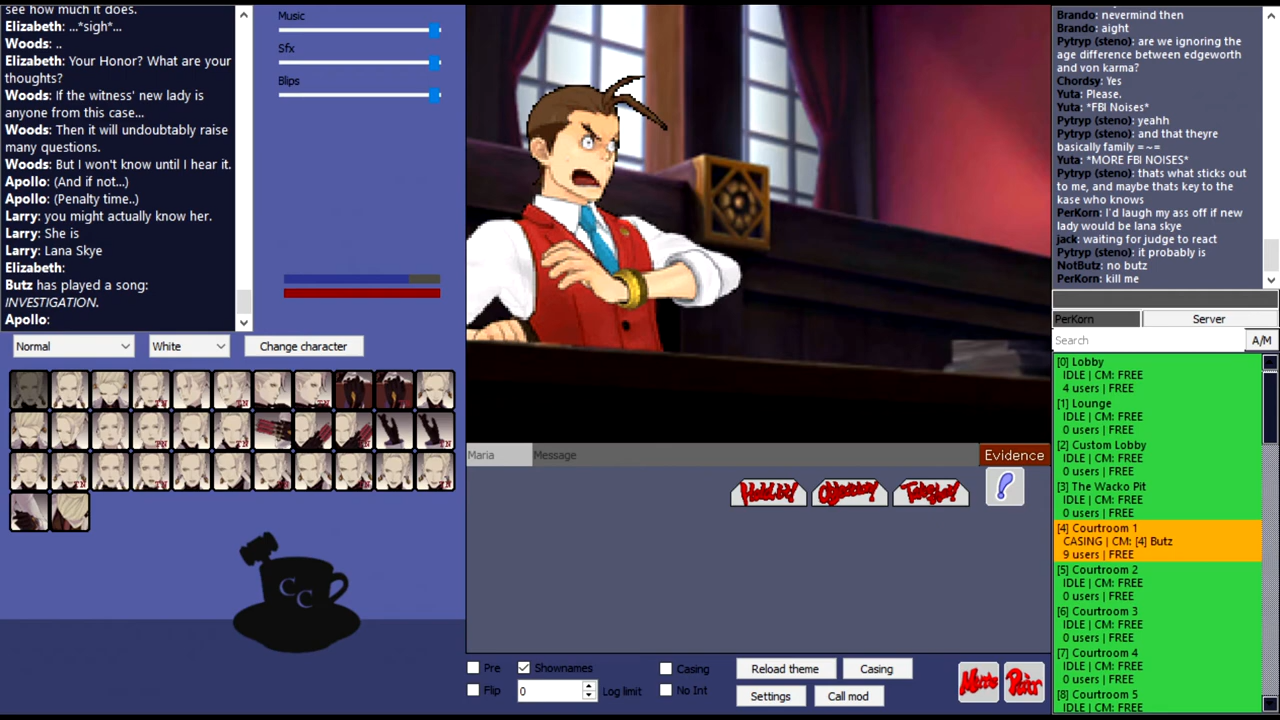 see how much it does.
Elizabeth: ...*sigh*...
Woods: ..
Elizabeth: Your Honor? What are your
thoughts?
Woods: If the witness' new lady is
anyone from this case...
Woods: Then it will undoubtably raise
many questions.
Woods: But I won't know until I hear it.
Apollo: (And if not...)
Apollo: (Penalty time..)
Larry: you might actually know her.
Larry: She is
Larry: Lana Skye
Elizabeth:
Butz has played a song:
INVESTIGATION.
Apollo:
Normal
White
Change character
Music
Sfx
Blips
CC
Maria
Message
Evidence
Hold it!
Objection!
Take that!
Pre
Shownames
Casing
Reload theme
Casing
Flip
0
Log limit
No Int
Settings
Call mod
Mute
Pair
Brando: nevermind then
Brando: aight
Pytryp (steno): are we ignoring the
age difference between edgeworth
and von karma?
Chordsy: Yes
Yuta: Please.
Yuta: *FBI Noises*
Pytryp (steno): yeahh
Pytryp (steno): and that theyre
basically family =~=
Yuta: *MORE FBI NOISES*
Pytryp (steno): thats what sticks out
to me, and maybe thats key to the
kase who knows
PerKorn: I'd laugh my ass off if new
lady would be lana skye
jack: waiting for judge to react
Pytryp (steno): it probably is
NotButz: no butz
PerKorn: kill me
PerKorn
Server
Search
A/M
[0] Lobby
IDLE | CM: FREE
4 users | FREE
[1] Lounge
IDLE | CM: FREE
0 users | FREE
[2] Custom Lobby
IDLE | CM: FREE
0 users | FREE
[3] The Wacko Pit
IDLE | CM: FREE
0 users | FREE
[4] Courtroom 1
CASING | CM: [4] Butz
9 users | FREE
[5] Courtroom 2
IDLE | CM: FREE
0 users | FREE
[6] Courtroom 3
IDLE | CM: FREE
0 users | FREE
[7] Courtroom 4
IDLE | CM: FREE
0 users | FREE
[8] Courtroom 5
IDLE | CM: FREE